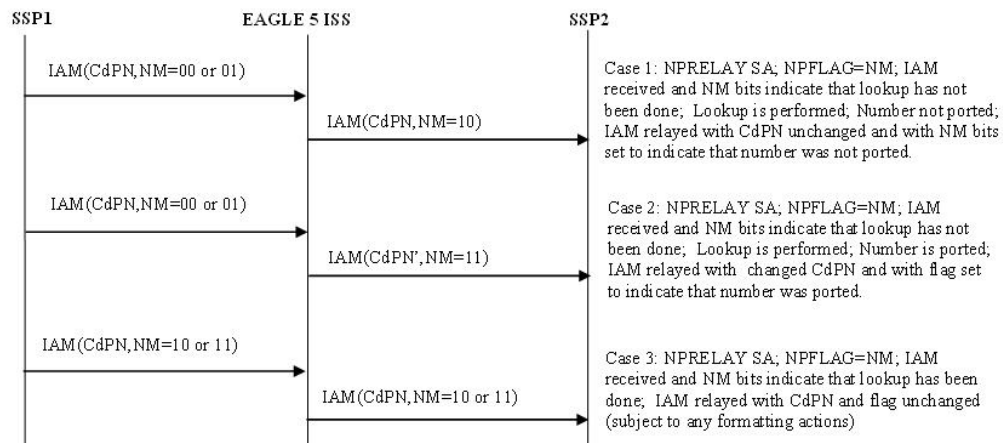 SSP1 EAGLE 5 ISS SSP2
IAM(CdPN,NM=00 or 01)
IAM(CdPN,NM=10)
Case 1: NPRELAY SA; NPFLAG=NM; IAM
received and NM bits indicate that lookup has not
been done; Lookup is performed; Number not ported;
IAM relayed with CdPN unchanged and with NM bits
set to indicate that number was not ported.
IAM(CdPN,NM=00 or 01)
IAM(CdPN',NM=11)
Case 2: NPRELAY SA; NPFLAG=NM; IAM
received and NM bits indicate that lookup has not
been done; Lookup is performed; Number is ported;
IAM relayed with changed CdPN and with flag set
to indicate that number was ported.
IAM(CdPN,NM=10 or 11)
IAM(CdPN,NM=10 or 11)
Case 3: NPRELAY SA; NPFLAG=NM; IAM
received and NM bits indicate that lookup has been
done; IAM relayed with CdPN and flag unchanged
(subject to any formatting actions)